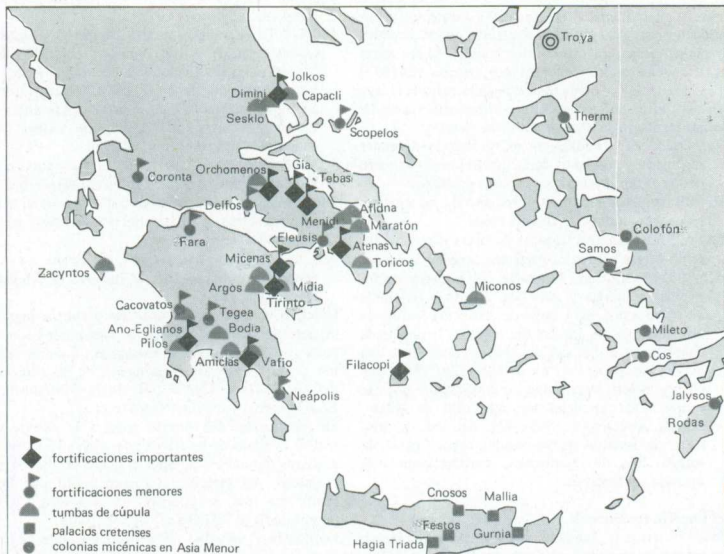 Troya
Jolkos
Dimini
Capacli
Sesklo
Thermi
Scopelos
Orchomenos
Gia
Tebas
Coronta
Delfos
Menidi
Afidna
Maratón
Eleusis
Atenas
Colofón
Fara
Samos
Toricos
Zacyntos
Micenas
Argos
Midia
Tirinto
Miconos
Cacovatos
Tegea
Ano-Eglianos
Bodia
Pilos
Mileto
Amiclas
Vafio
Filacopi
Cos
Neápolis
Jalysos
Rodas
fortificaciones importantes
fortificaciones menores
tumbas de cúpula
palacios cretenses
colonias micénicas en Asia Menor
Cnosos
Mallia
Festos
Gurnia
Hagia Triada